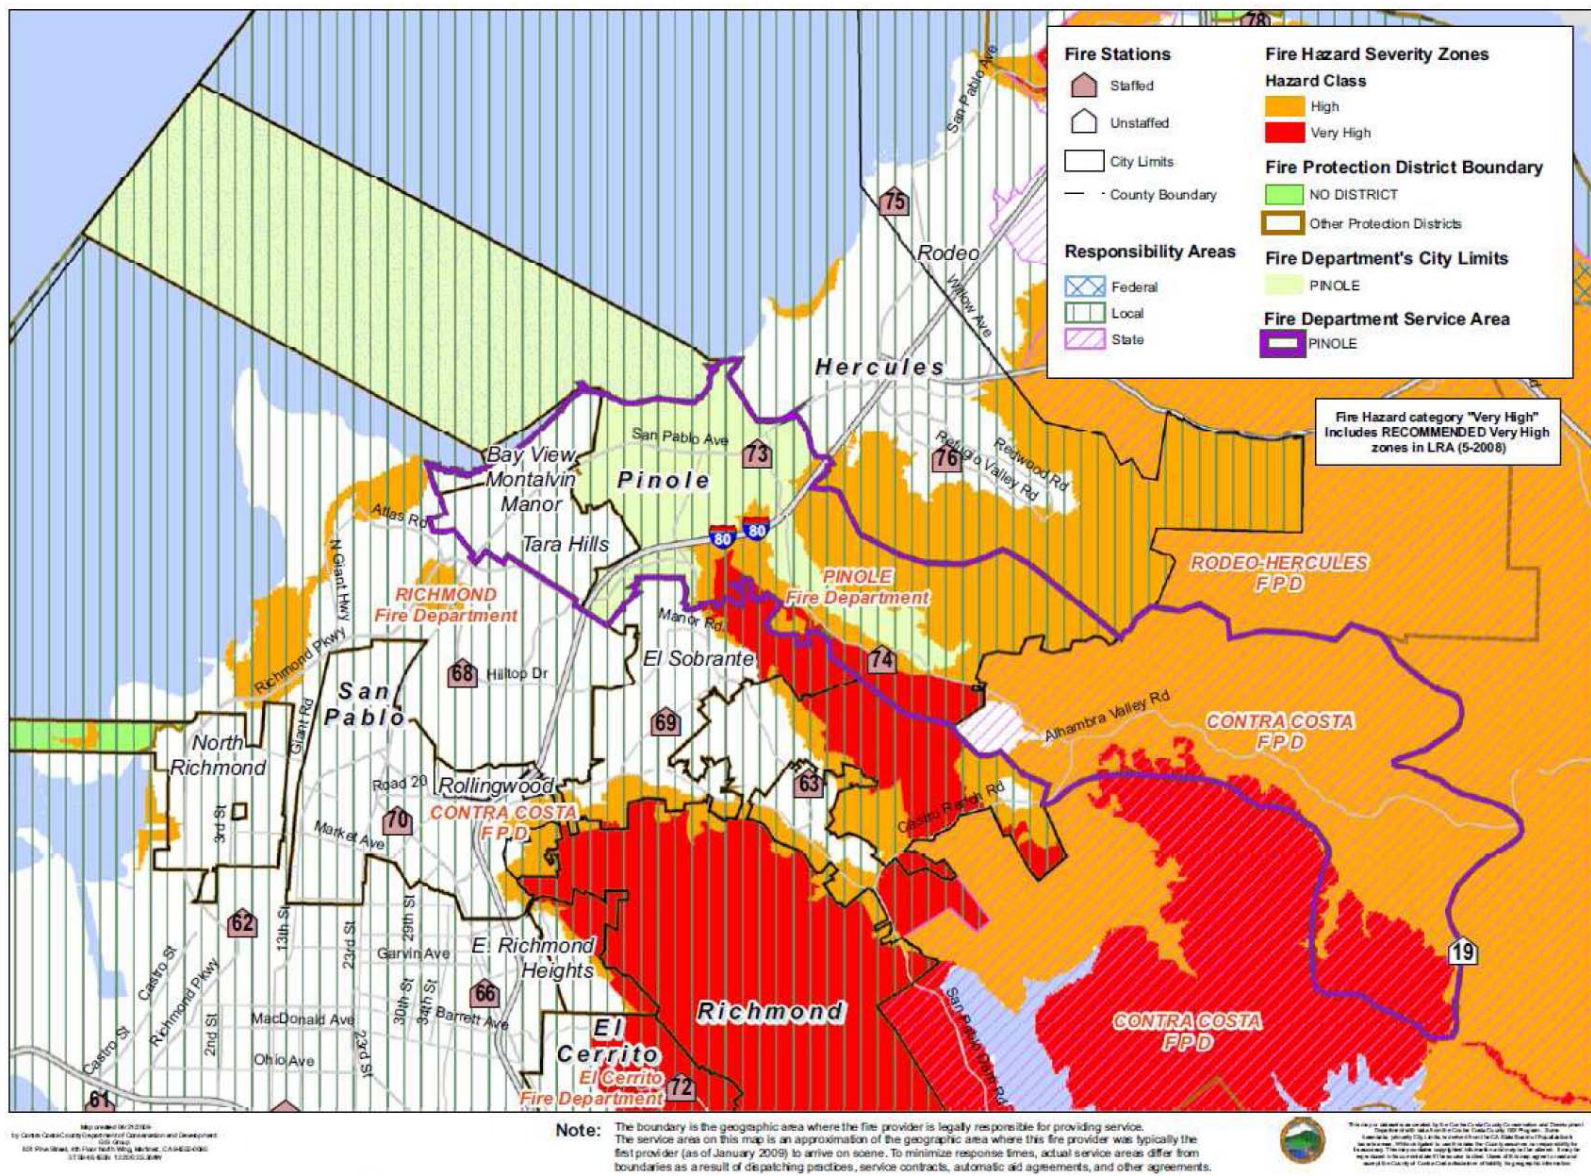 Fire Stations
Staffed
Unstaffed
City Limits
County Boundary
Responsibility Areas
Federal
Local
State
Fire Hazard Severity Zones
Hazard Class
High
Very High
Fire Protection District Boundary
NO DISTRICT
Other Protection Districts
Fire Department's City Limits
PINOLE
Fire Department Service Area
PINOLE
Fire Hazard category "Very High"
Includes RECOMMENDED Very High
zones in LRA (5-2008)
78
San Pablo Ave
75
Rodeo
Willow Ave
Hercules
San Pablo Ave
73
Bay View
Montalvin
Manor
Pinole
76
Redwood Rd
Refugio Valley Rd
Atlas Rd
Tara Hills
80
80
N Giant Hwy
RICHMOND
Fire Department
PINOLE
Fire Department
RODEO-HERCULES
F P D
Manor Rd
Richmond Pkwy
El Sobrante
74
68
Hilltop Dr
San
Pablo
Giant Rd
69
Alhambra Valley Rd
CONTRA COSTA
F P D
North
Richmond
Road 20
Rollingwood
63
Castro Ranch Rd
3rd St
70
Market Ave
CONTRA COSTA
F P D
62
13th St
23rd St
29th St
Garvin Ave
E. Richmond
Heights
19
Castro St
Richmond Pkwy
30th St
34th St
66
Barrett Ave
2nd St
MacDonald Ave
Richmond
San Pablo Dam Rd
CONTRA COSTA
F P D
Castro St
Ohio Ave
23rd St
El
Cerrito
El Cerrito
Fire Department
72
61
Note:
The boundary is the geographic area where the fire provider is legally responsible for providing service.
The service area on this map is an approximation of the geographic area where this fire provider was typically the
first provider (as of January 2009) to arrive on scene. To minimize response times, actual service areas differ from
boundaries as a result of dispatching practices, service contracts, automatic aid agreements, and other agreements.